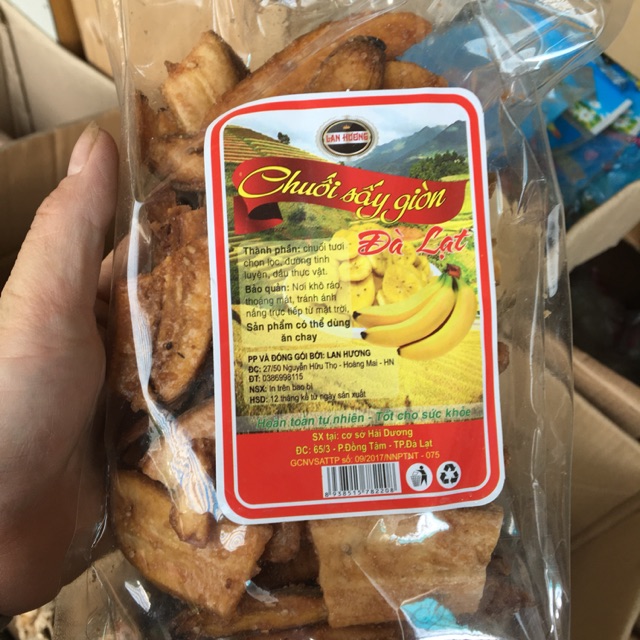 LAN HƯƠNG
Chuối sấy giòn
Đà Lạt
Thành phần: chuối tươi
chọn lọc, đường tinh
luyện, dầu thực vật.
Bảo quản: Nơi khô ráo,
thoáng mát, tránh ánh
nắng trực tiếp từ mặt trời.
Sản phẩm có thể dùng
ăn chay
PP VÀ ĐÓNG GÓI BỞI: LAN HƯƠNG
ĐC: 27/50 Nguyễn Hữu Thọ - Hoàng Mai - HN
ĐT: 0386998115
NSX: in trên bao bì
HSD: 12 tháng kể từ ngày sản xuất
Hoàn toàn tự nhiên - Tốt cho sức khỏe
SX tại: cơ sơ Hải Dương
ĐC: 65/3 - P.Đồng Tâm - TP.Đà Lạt
GCNVSATTP số: 09/2017/NNPTNT - 075